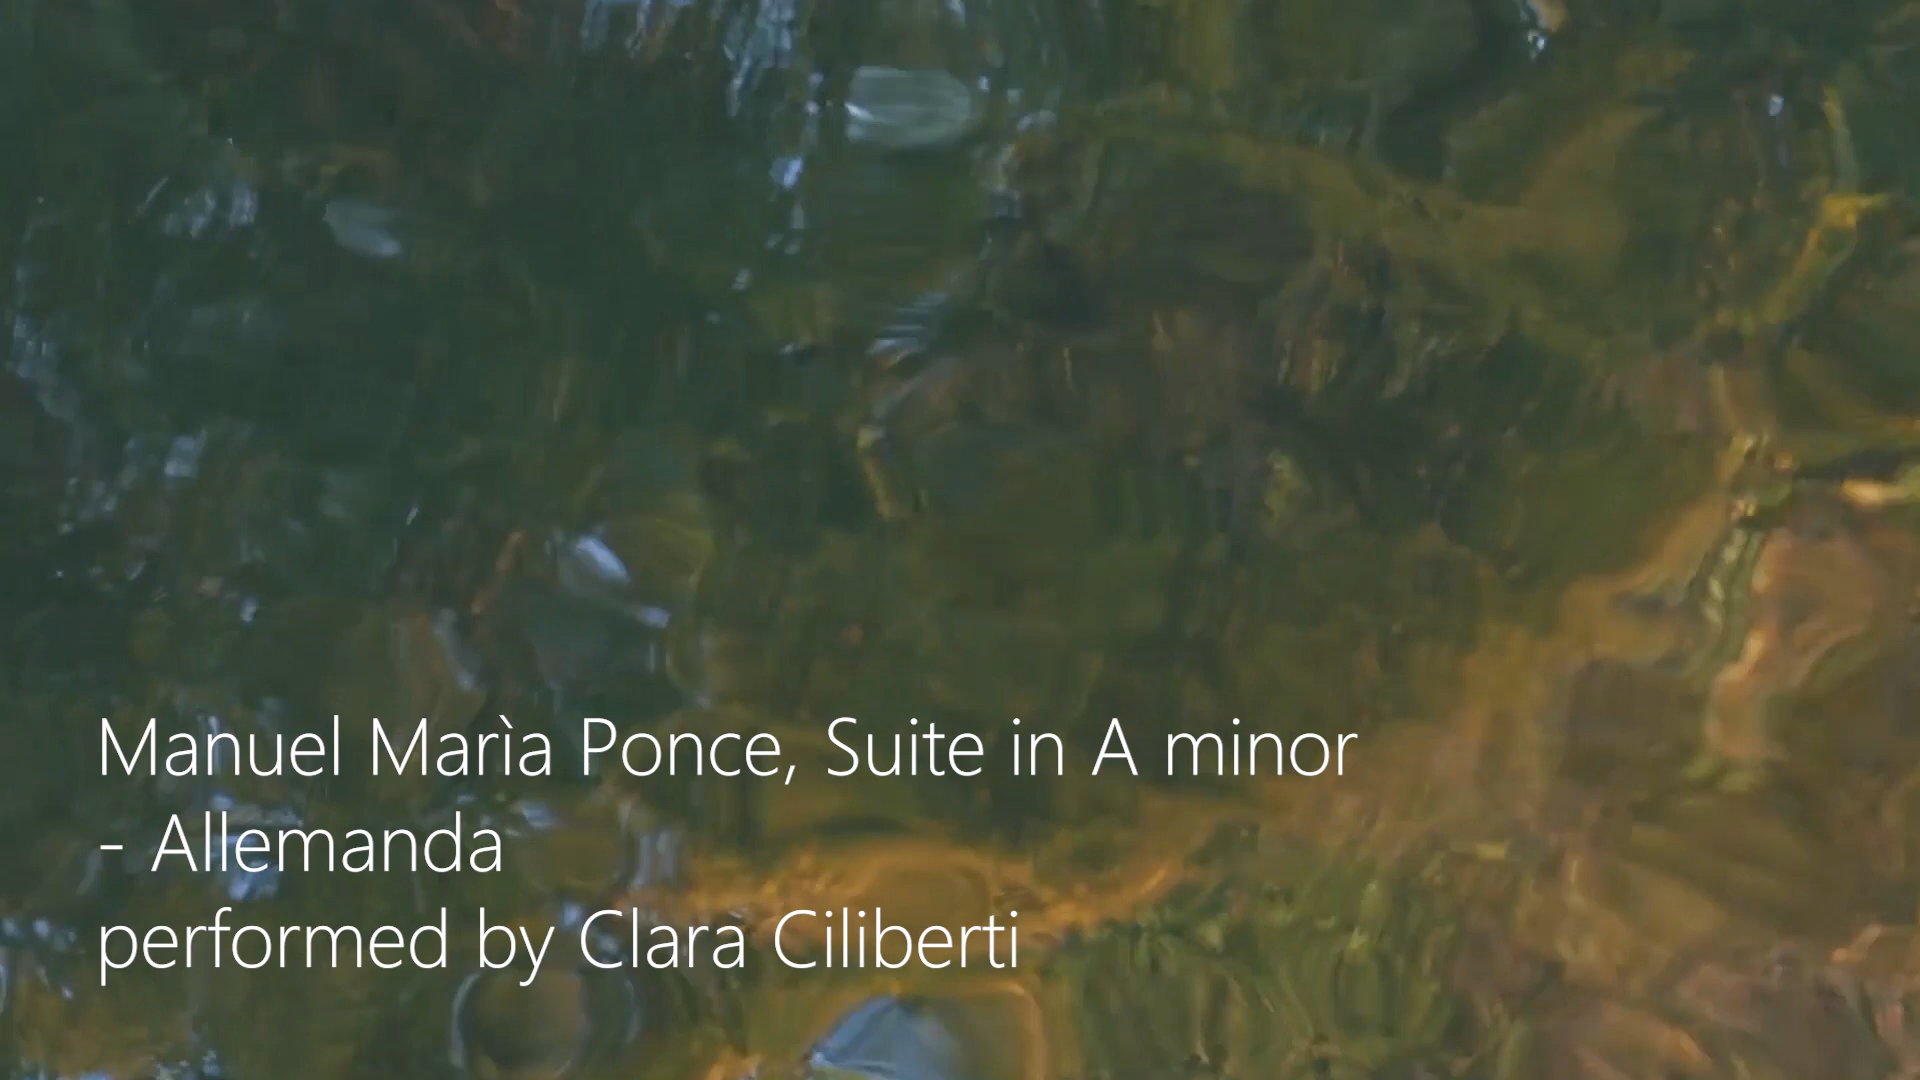 Manuel Marìa Ponce, Suite in A minor
- Allemanda
performed by Clara Ciliberti